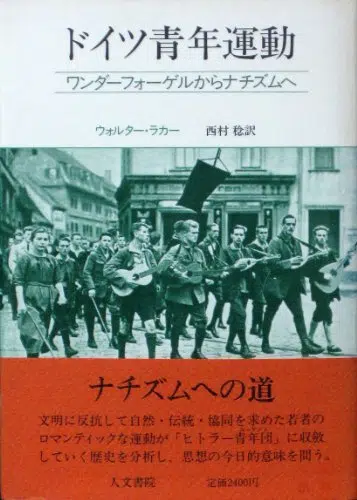 ドイツ青年運動
ワンダーフォーゲルからナチズムへ
ウォルター・ラカー 西村 稔訳
ナチズムへの道
文明に反抗して自然・伝統・協同を求めた若者の
ロマンティックな運動が「ヒトラー青年団」に収斂
していく歴史を分析し、思想の今日的意味を問う。
人文書院 定価2400円